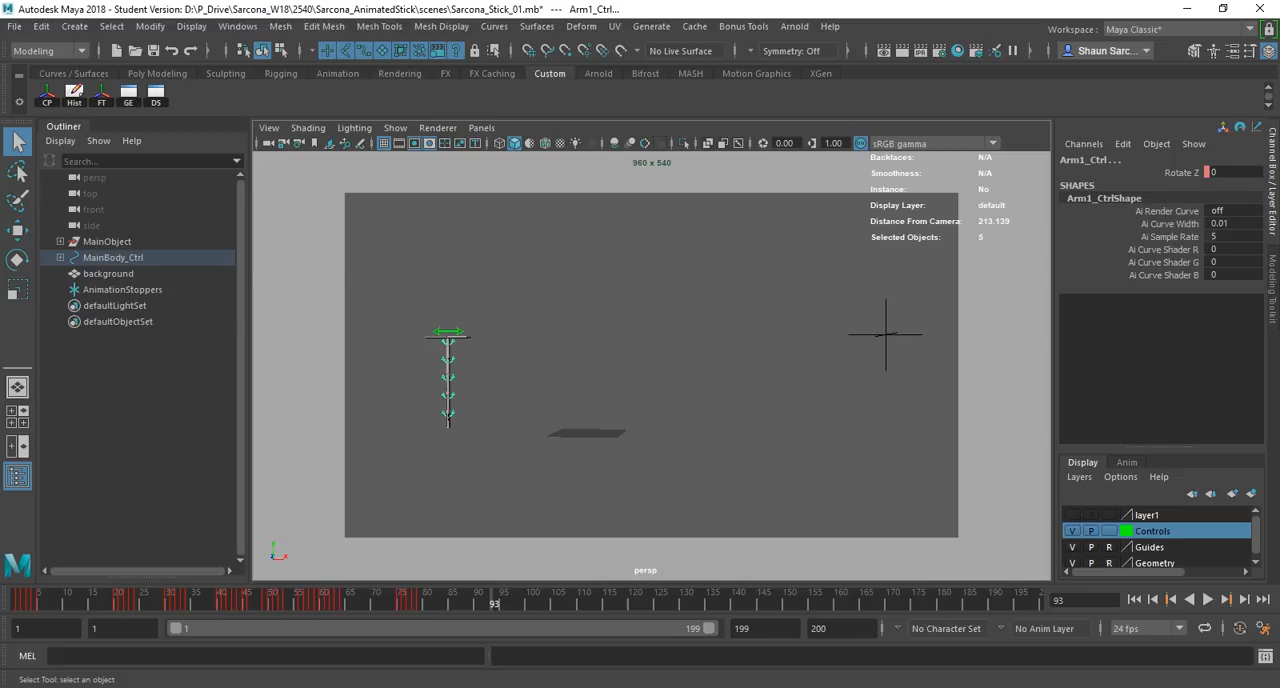 Autodesk Maya 2018 - Student Version: D:\P_Drive\Sarcona_W18\2540\Sarcona_AnimatedStick\scenes\Sarcona_Stick_01.mb* --- Arm1_Ctrl...
File Edit Create Select Modify Display Windows Mesh Edit Mesh Mesh Tools Mesh Display Curves Surfaces Deform UV Generate Cache Bonus Tools Arnold Help
Workspace: Maya Classic*
Modeling
No Live Surface
Symmetry: Off
Shaun Sarc...
Curves / Surfaces Poly Modeling Sculpting Rigging Animation Rendering FX FX Caching Custom Arnold Bifrost MASH Motion Graphics XGen
CP Hist FT GE DS
Outliner
Display Show Help
Search...
persp
top
front
side
MainObject
MainBody_Ctrl
background
AnimationStoppers
defaultLightSet
defaultObjectSet
View Shading Lighting Show Renderer Panels
0.00 1.00 sRGB gamma
960 x 540
Backfaces: N/A
Smoothness: N/A
Instance: No
Display Layer: default
Distance From Camera: 213.139
Selected Objects: 5
persp
Channels Edit Object Show
Arm1_Ctrl...
Rotate Z 0
SHAPES
Arm1_CtrlShape
Ai Render Curve off
Ai Curve Width 0.01
Ai Sample Rate 5
Ai Curve Shader R 0
Ai Curve Shader G 0
Ai Curve Shader B 0
Channel Box / Layer Editor
Modeling Toolkit
Display Anim
Layers Options Help
layer1
V P Controls
V P R Guides
V P R Geometry
5 10 15 20 25 30 35 40 45 50 55 60 65 70 75 80 85 90 95 100 105 110 115 120 125 130 135 140 145 150 155 160 165 170 175 180 185 190 195
93
93
1 1 1 199 199 200 No Character Set No Anim Layer 24 fps
MEL
Select Tool: select an object